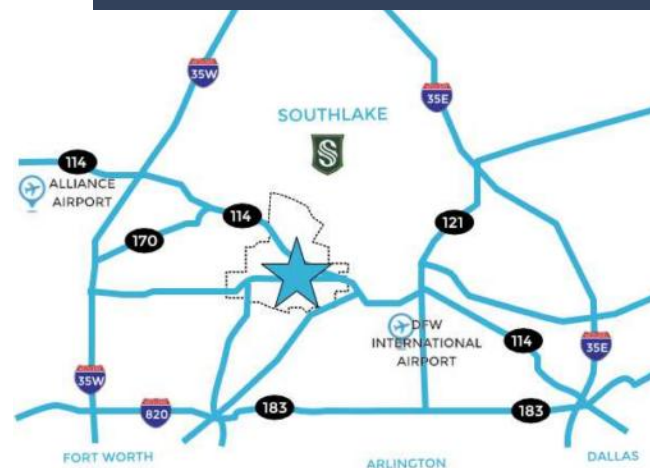 35W
35E
SOUTHLAKE
S
114
ALLIANCE
AIRPORT
114
170
121
DFW
INTERNATIONAL
AIRPORT
114
35E
35W
820
183
183
FORT WORTH
ARLINGTON
DALLAS